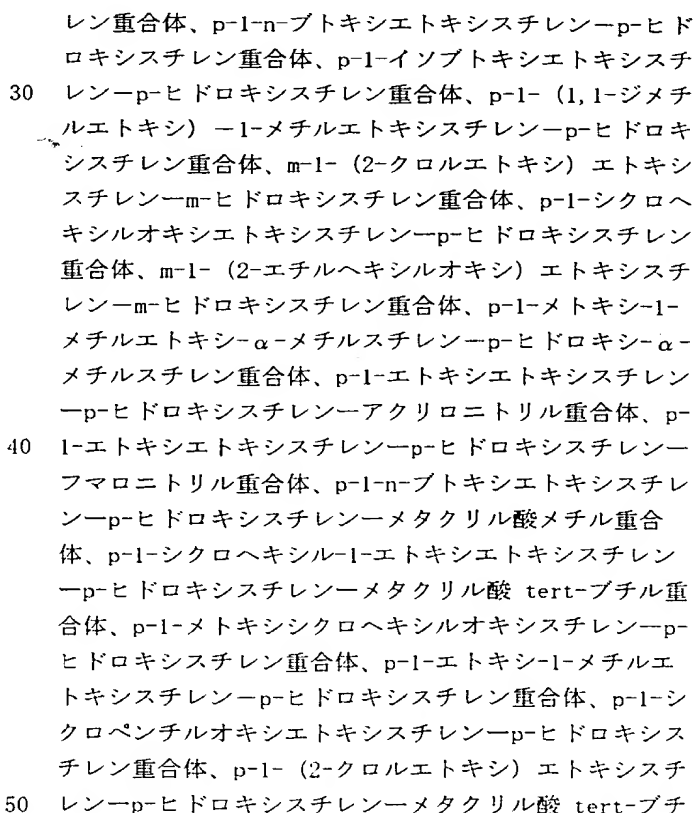 レン重合体、p-1-n-ブトキシエトキシスチレン－p-ヒド
ロキシスチレン重合体、p-1-イソブトキシエトキシスチ
30 レン－p-ヒドロキシスチレン重合体、p-1-（1,1-ジメチ
ルエトキシ）－1-メチルエトキシスチレン－p-ヒドロキ
シスチレン重合体、m-1-（2-クロルエトキシ）エトキシ
スチレン－m-ヒドロキシスチレン重合体、p-1-シクロヘ
キシルオキシエトキシスチレン－p-ヒドロキシスチレン
重合体、m-1-（2-エチルヘキシルオキシ）エトキシスチ
レン－m-ヒドロキシスチレン重合体、p-1-メトキシ-1-
メチルエトキシ-α-メチルスチレン－p-ヒドロキシ-α-
メチルスチレン重合体、p-1-エトキシエトキシスチレン
－p-ヒドロキシスチレン－アクリロニトリル重合体、p-
40 1-エトキシエトキシスチレン－p-ヒドロキシスチレン－
フマロニトリル重合体、p-1-n-ブトキシエトキシスチレ
ン－p-ヒドロキシスチレン－メタクリル酸メチル重合
体、p-1-シクロヘキシル-1-エトキシエトキシスチレン
－p-ヒドロキシスチレン－メタクリル酸 tert-ブチル重
合体、p-1-メトキシシクロヘキシルオキシスチレン－p-
ヒドロキシスチレン重合体、p-1-エトキシ-1-メチルエ
トキシスチレン－p-ヒドロキシスチレン重合体、p-1-シ
クロペンチルオキシエトキシスチレン－p-ヒドロキシス
チレン重合体、p-1-（2-クロルエトキシ）エトキシスチ
50 レン－p-ヒドロキシスチレン－メタクリル酸 tert-ブチ